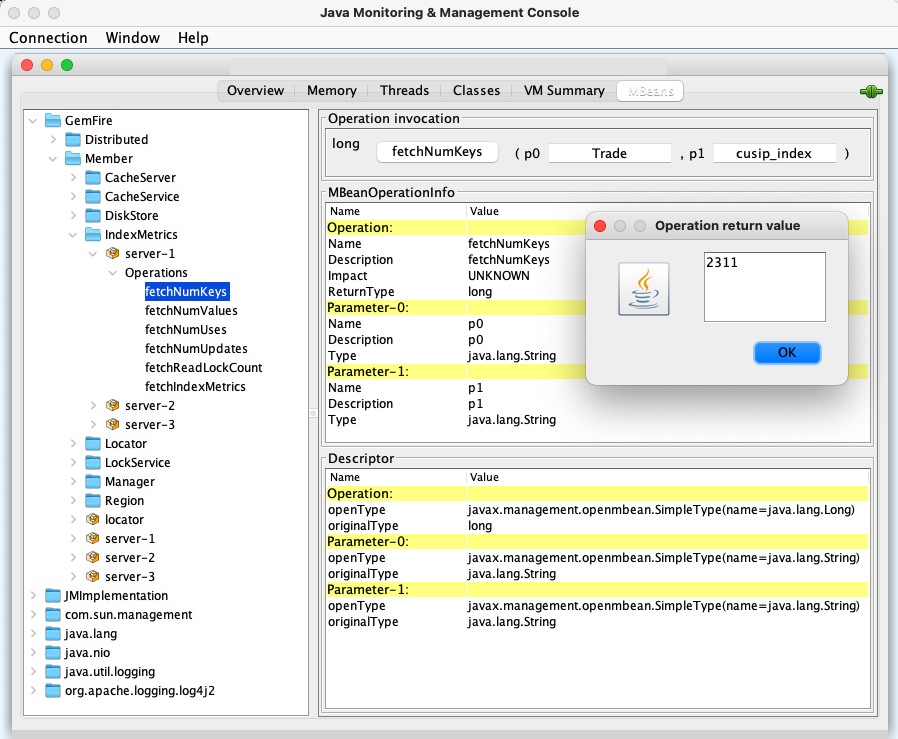 Java Monitoring & Management Console
Connection Window Help
Overview Memory Threads Classes VM Summary MBeans
GemFire
Distributed
Member
CacheServer
CacheService
DiskStore
IndexMetrics
server-1
Operations
fetchNumKeys
fetchNumValues
fetchNumUses
fetchNumUpdates
fetchReadLockCount
fetchIndexMetrics
server-2
server-3
Locator
LockService
Manager
Region
locator
server-1
server-2
server-3
JMImplementation
com.sun.management
java.lang
java.nio
java.util.logging
org.apache.logging.log4j2
Operation invocation
long fetchNumKeys ( p0 Trade , p1 cusip_index )
MBeanOperationInfo
Name Value
Operation:
Name fetchNumKeys
Description fetchNumKeys
Impact UNKNOWN
ReturnType long
Parameter-0:
Name p0
Description p0
Type java.lang.String
Parameter-1:
Name p1
Description p1
Type java.lang.String
Operation return value
2311
OK
Descriptor
Name Value
Operation:
openType javax.management.openmbean.SimpleType(name=java.lang.Long)
originalType long
Parameter-0:
openType javax.management.openmbean.SimpleType(name=java.lang.String)
originalType java.lang.String
Parameter-1:
openType javax.management.openmbean.SimpleType(name=java.lang.String)
originalType java.lang.String